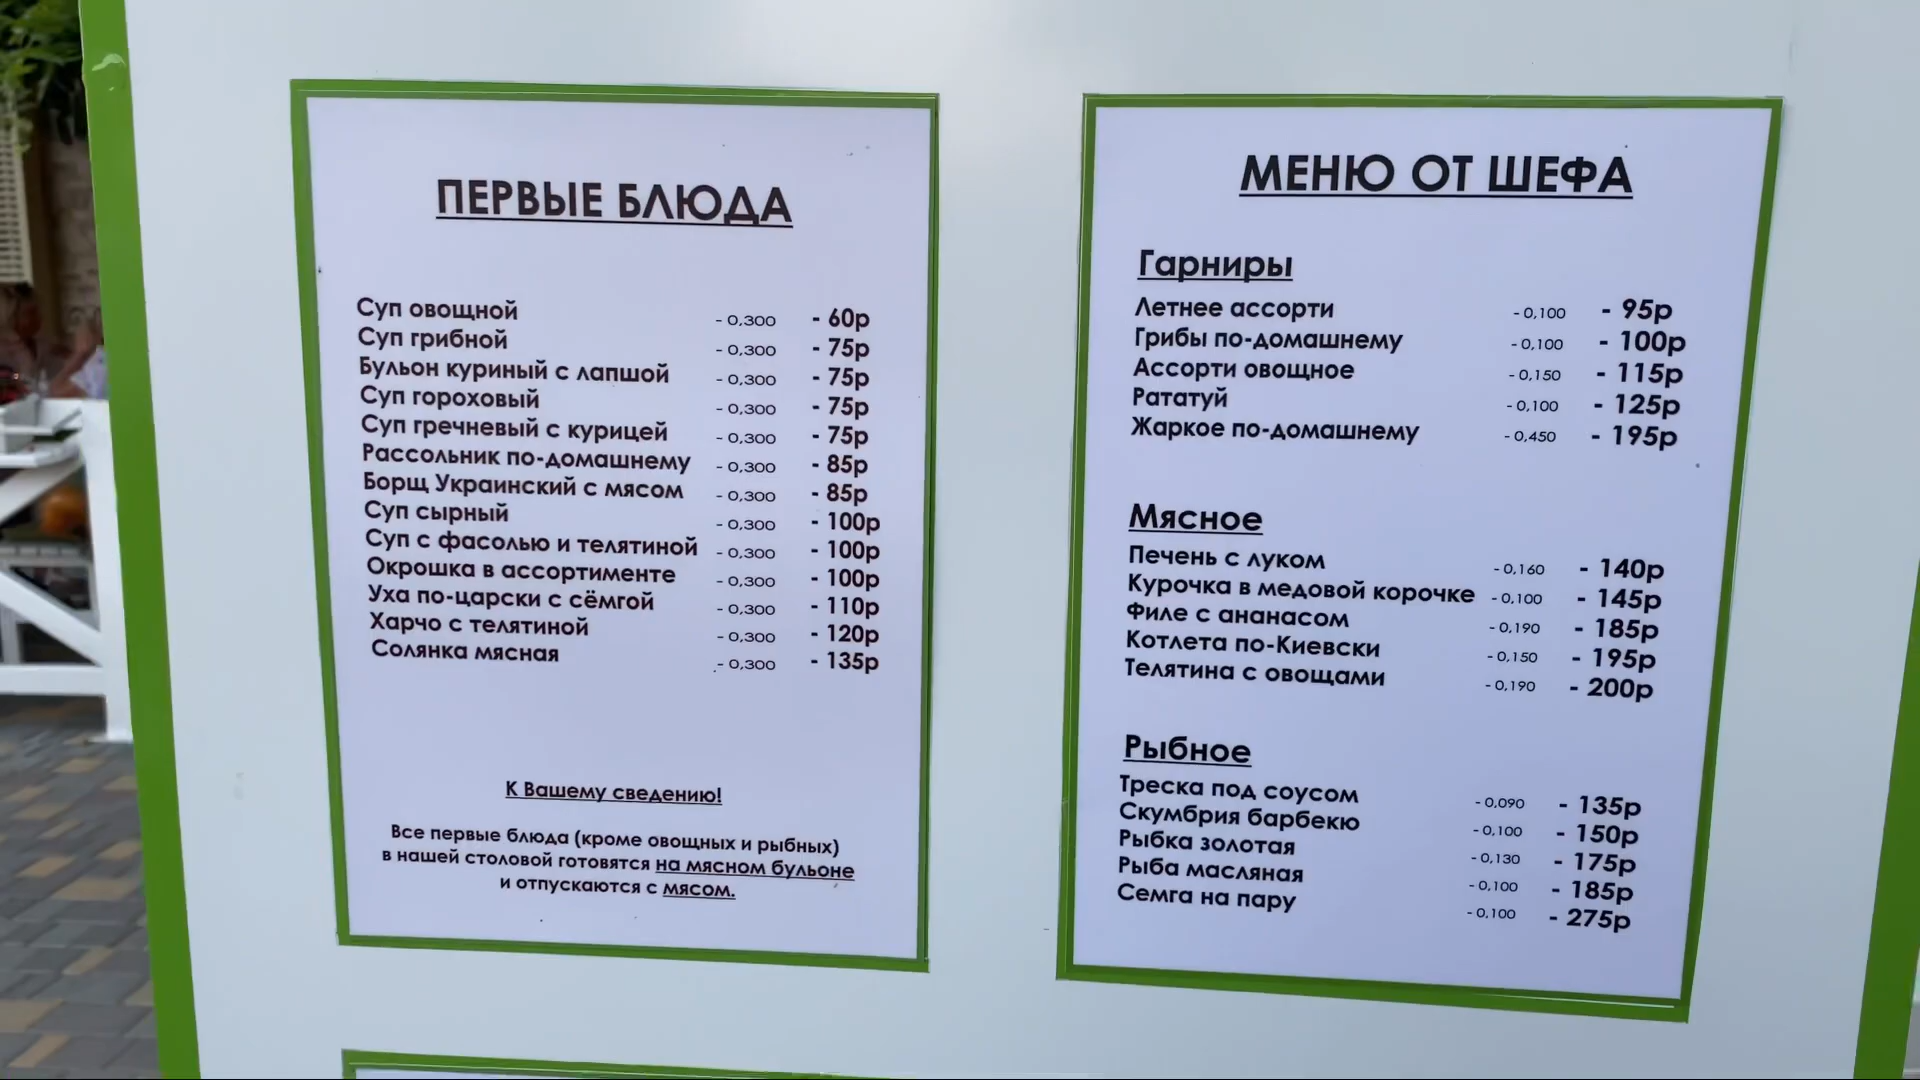 ПЕРВЫЕ БЛЮДА
Суп овощной - 0,300 - 60р
Суп грибной - 0,300 - 75р
Бульон куриный с лапшой - 0,300 - 75р
Суп гороховый - 0,300 - 75р
Суп гречневый с курицей - 0,300 - 75р
Рассольник по-домашнему - 0,300 - 85р
Борщ Украинский с мясом - 0,300 - 85р
Суп сырный - 0,300 - 100р
Суп с фасолью и телятиной - 0,300 - 100р
Окрошка в ассортименте - 0,300 - 100р
Уха по-царски с сёмгой - 0,300 - 110р
Харчо с телятиной - 0,300 - 120р
Солянка мясная - 0,300 - 135р
К Вашему сведению!
Все первые блюда (кроме овощных и рыбных)
в нашей столовой готовятся на мясном бульоне
и отпускаются с мясом.
МЕНЮ ОТ ШЕФА
Гарниры
Летнее ассорти - 0,100 - 95р
Грибы по-домашнему - 0,100 - 100р
Ассорти овощное - 0,150 - 115р
Рататуй - 0,100 - 125р
Жаркое по-домашнему - 0,450 - 195р
Мясное
Печень с луком - 0,160 - 140р
Курочка в медовой корочке - 0,100 - 145р
Филе с ананасом - 0,190 - 185р
Котлета по-Киевски - 0,150 - 195р
Телятина с овощами - 0,190 - 200р
Рыбное
Треска под соусом - 0,090 - 135р
Скумбрия барбекю - 0,100 - 150р
Рыбка золотая - 0,130 - 175р
Рыба масляная - 0,100 - 185р
Семга на пару - 0,100 - 275р